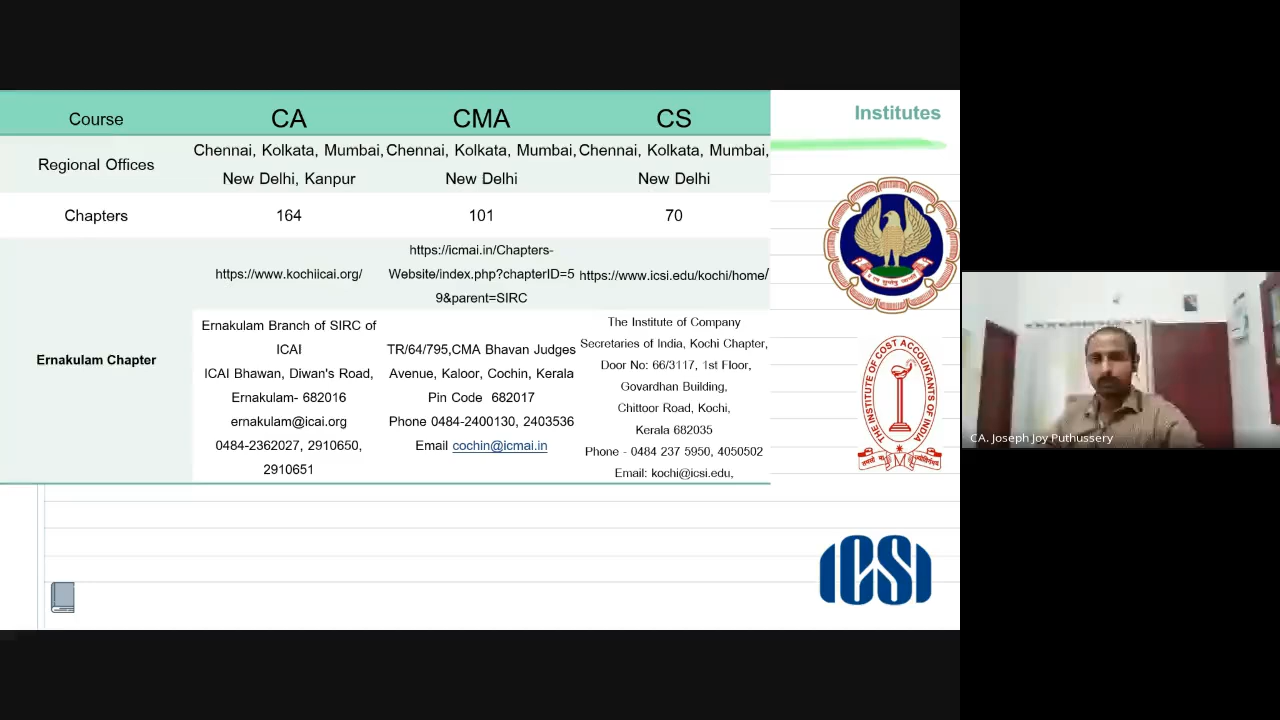 Course
CA
CMA
CS
Institutes
Regional Offices
Chennai, Kolkata, Mumbai,
New Delhi, Kanpur
Chennai, Kolkata, Mumbai,
New Delhi
Chennai, Kolkata, Mumbai,
New Delhi
Chapters
164
101
70
Ernakulam Chapter
https://www.kochiicai.org/
https://icmai.in/Chapters-
Website/index.php?chapterID=5
9&parent=SIRC
https://www.icsi.edu/kochi/home/
Ernakulam Branch of SIRC of
ICAI
ICAI Bhawan, Diwan's Road,
Ernakulam- 682016
ernakulam@icai.org
0484-2362027, 2910650,
2910651
TR/64/795,CMA Bhavan Judges
Avenue, Kaloor, Cochin, Kerala
Pin Code 682017
Phone 0484-2400130, 2403536
Email cochin@icmai.in
The Institute of Company
Secretaries of India, Kochi Chapter,
Door No: 66/3117, 1st Floor,
Govardhan Building,
Chittoor Road, Kochi,
Kerala 682035
Phone - 0484 237 5950, 4050502
Email: kochi@icsi.edu,
THE INSTITUTE OF COST ACCOUNTANTS OF INDIA
ICSI
CA. Joseph Joy Puthussery